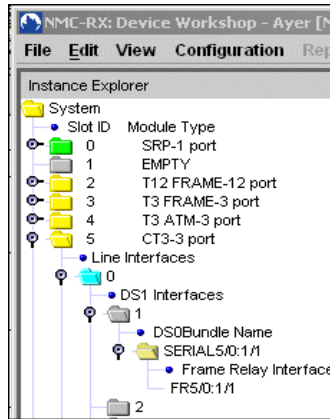 NMC-RX: Device Workshop - Ayer [N
File Edit View Configuration Rep
Instance Explorer
System
Slot ID Module Type
0 SRP-1 port
1 EMPTY
2 T12 FRAME-12 port
3 T3 FRAME-3 port
4 T3 ATM-3 port
5 CT3-3 port
Line Interfaces
0
DS1 Interfaces
1
DS0Bundle Name
SERIAL5/0:1/1
Frame Relay Interface
FR5/0:1/1
2